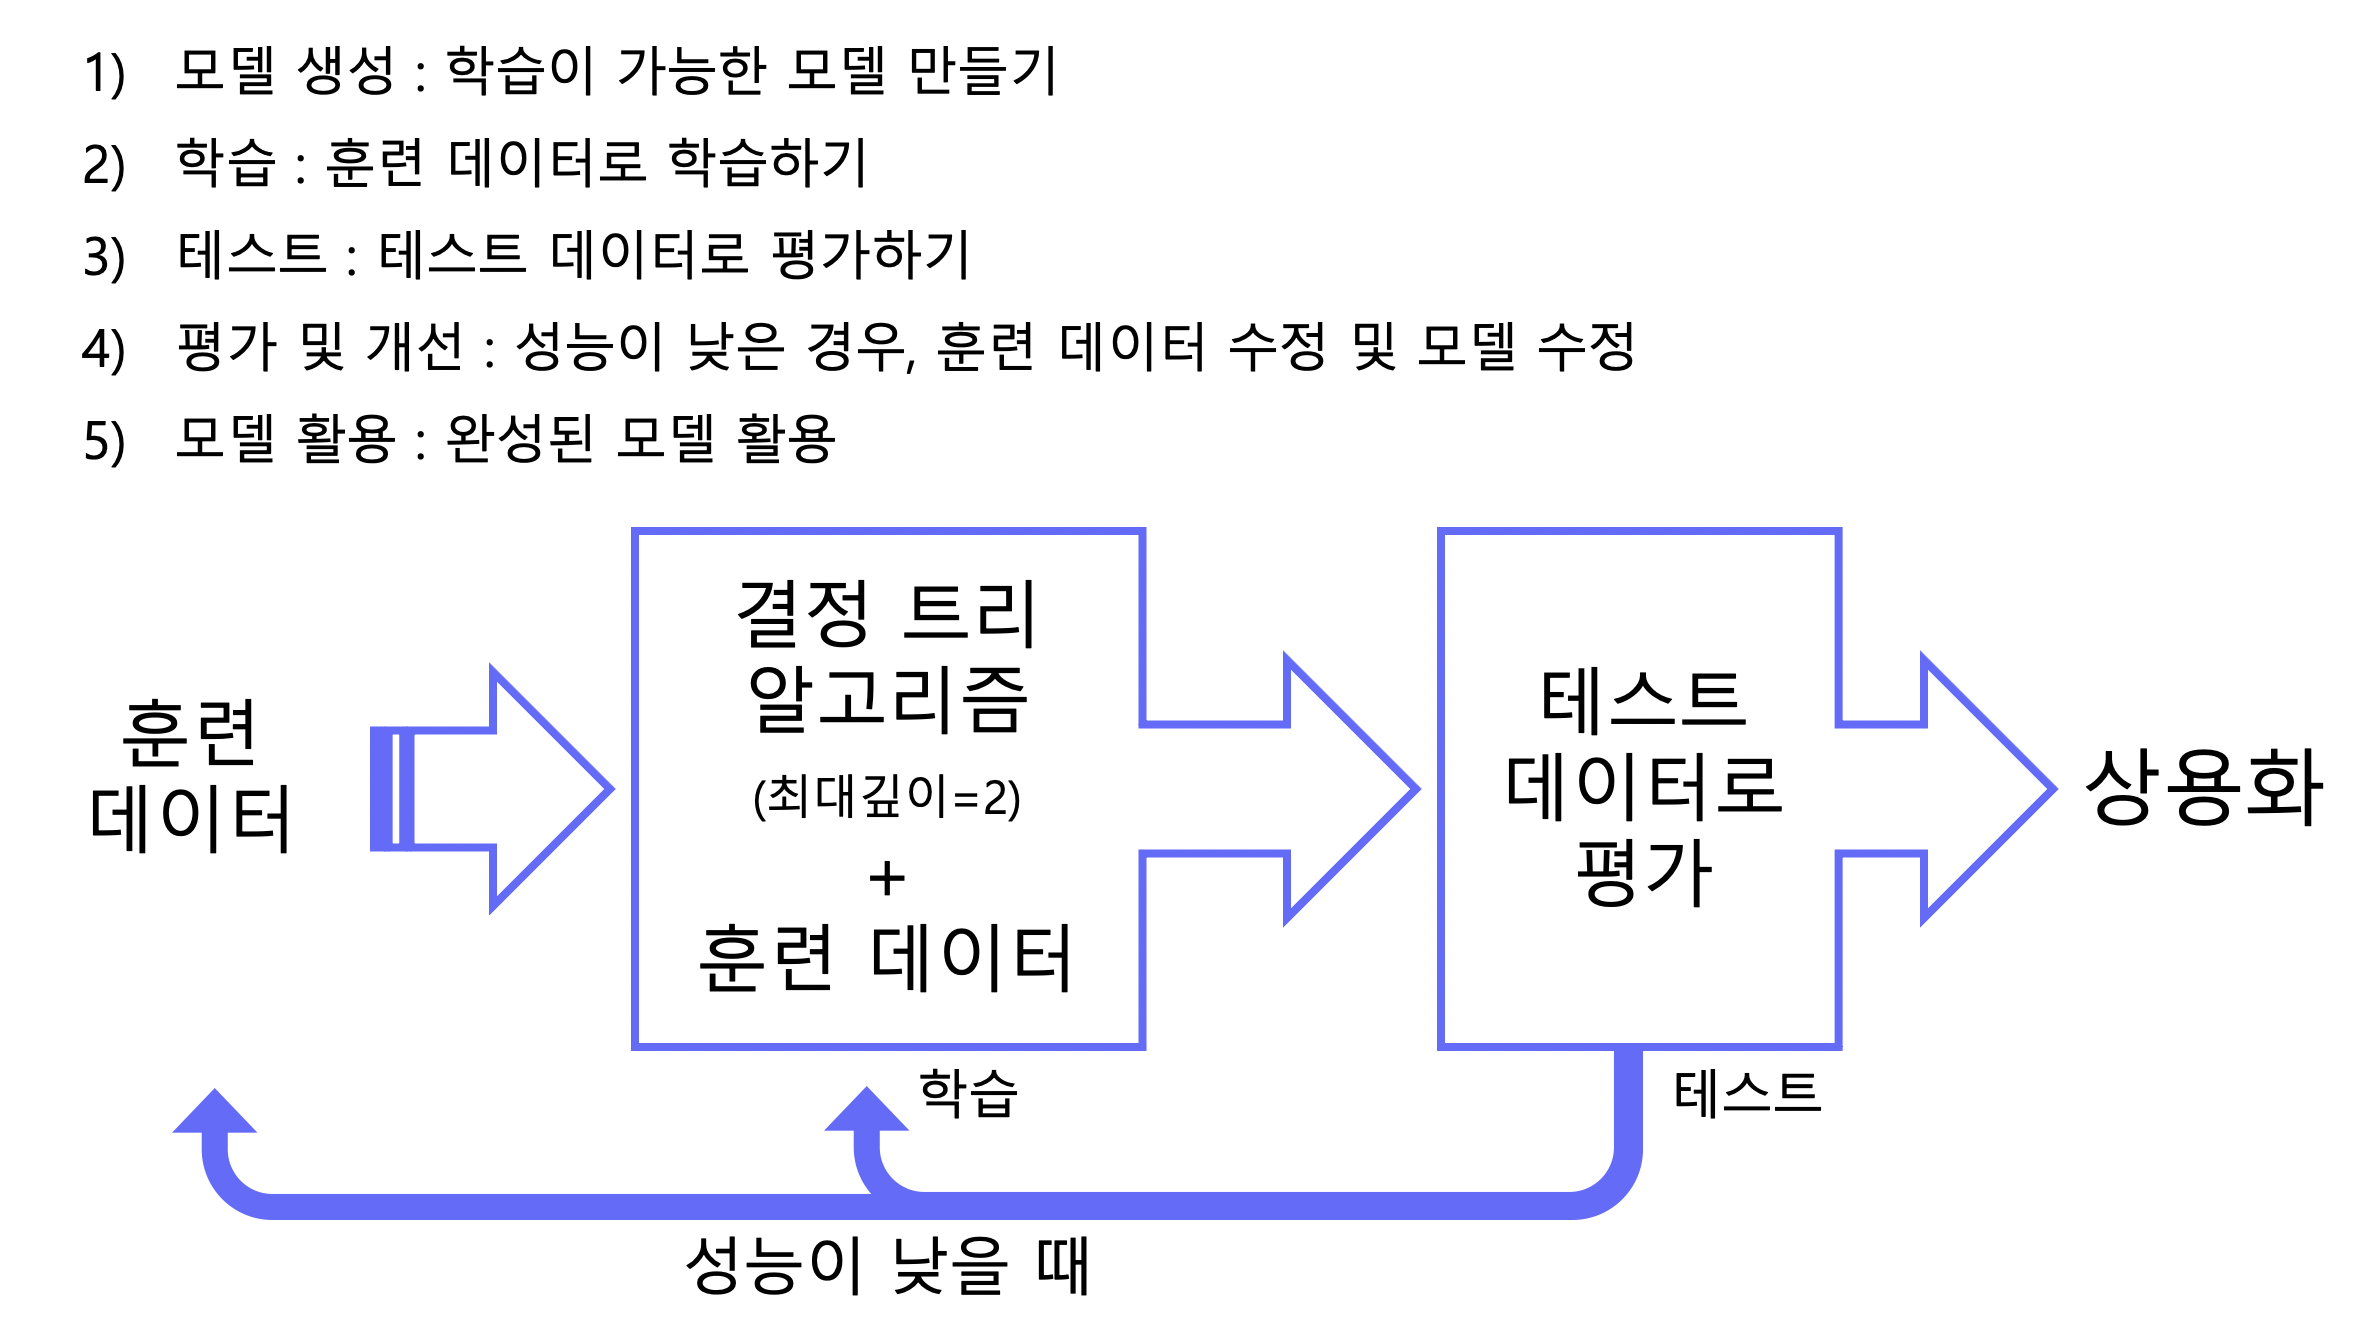 1) 모델 생성 : 학습이 가능한 모델 만들기
2) 학습 : 훈련 데이터로 학습하기
3) 테스트 : 테스트 데이터로 평가하기
4) 평가 및 개선 : 성능이 낮은 경우, 훈련 데이터 수정 및 모델 수정
5) 모델 활용 : 완성된 모델 활용
훈련
데이터
결정 트리
알고리즘
(최대깊이=2)
+
훈련 데이터
학습
테스트
데이터로
평가
테스트
상용화
성능이 낮을 때